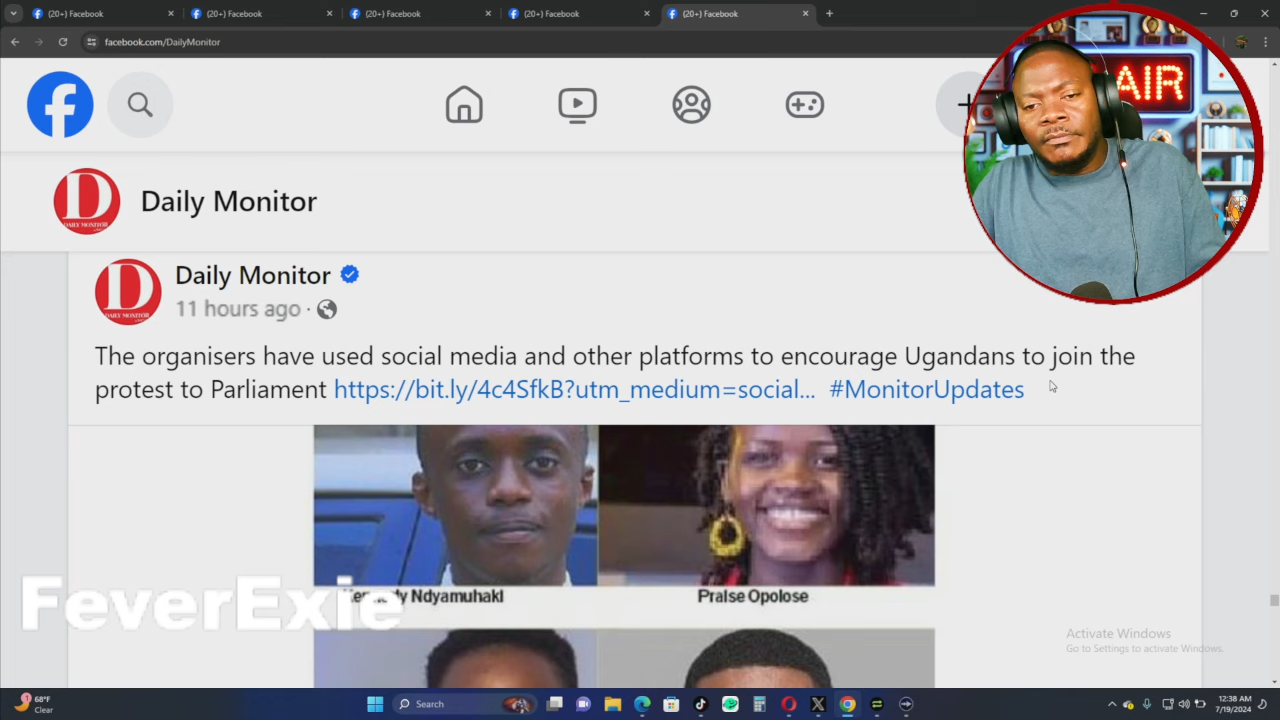 (20+) Facebook
(20+) Facebook
(20+) Facebook
(20+) Facebook
(20+) Facebook
facebook.com/DailyMonitor
AIR
Daily Monitor
Daily Monitor
11 hours ago ·
The organisers have used social media and other platforms to encourage Ugandans to join the
protest to Parliament https://bit.ly/4c4SfkB?utm_medium=social... #MonitorUpdates
Ndyamuhaki
Praise Opolose
FeverExie
Activate Windows
Go to Settings to activate Windows.
68°F
Clear
Search
12:38 AM
7/19/2024